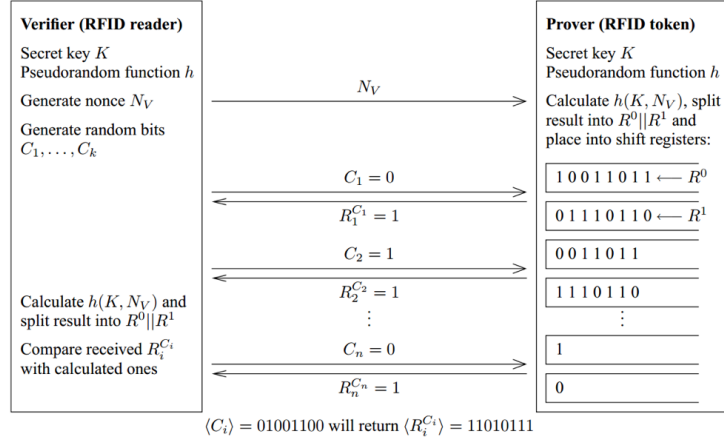 Verifier (RFID reader)
Secret key K
Pseudorandom function h
Generate nonce N_V
Generate random bits
C_1, . . . , C_k
Calculate h(K, N_V) and
split result into R^0||R^1
Compare received R_i^{C_i}
with calculated ones
N_V
C_1 = 0
R_1^{C_1} = 1
C_2 = 1
R_2^{C_2} = 1
⋮
C_n = 0
R_n^{C_n} = 1
Prover (RFID token)
Secret key K
Pseudorandom function h
Calculate h(K, N_V), split
result into R^0||R^1 and
place into shift registers:
1 0 0 1 1 0 1 1 ⟵ R^0
0 1 1 1 0 1 1 0 ⟵ R^1
0 0 1 1 0 1 1
1 1 1 0 1 1 0
⋮
1
0
⟨C_i⟩ = 01001100 will return ⟨R_i^{C_i}⟩ = 11010111